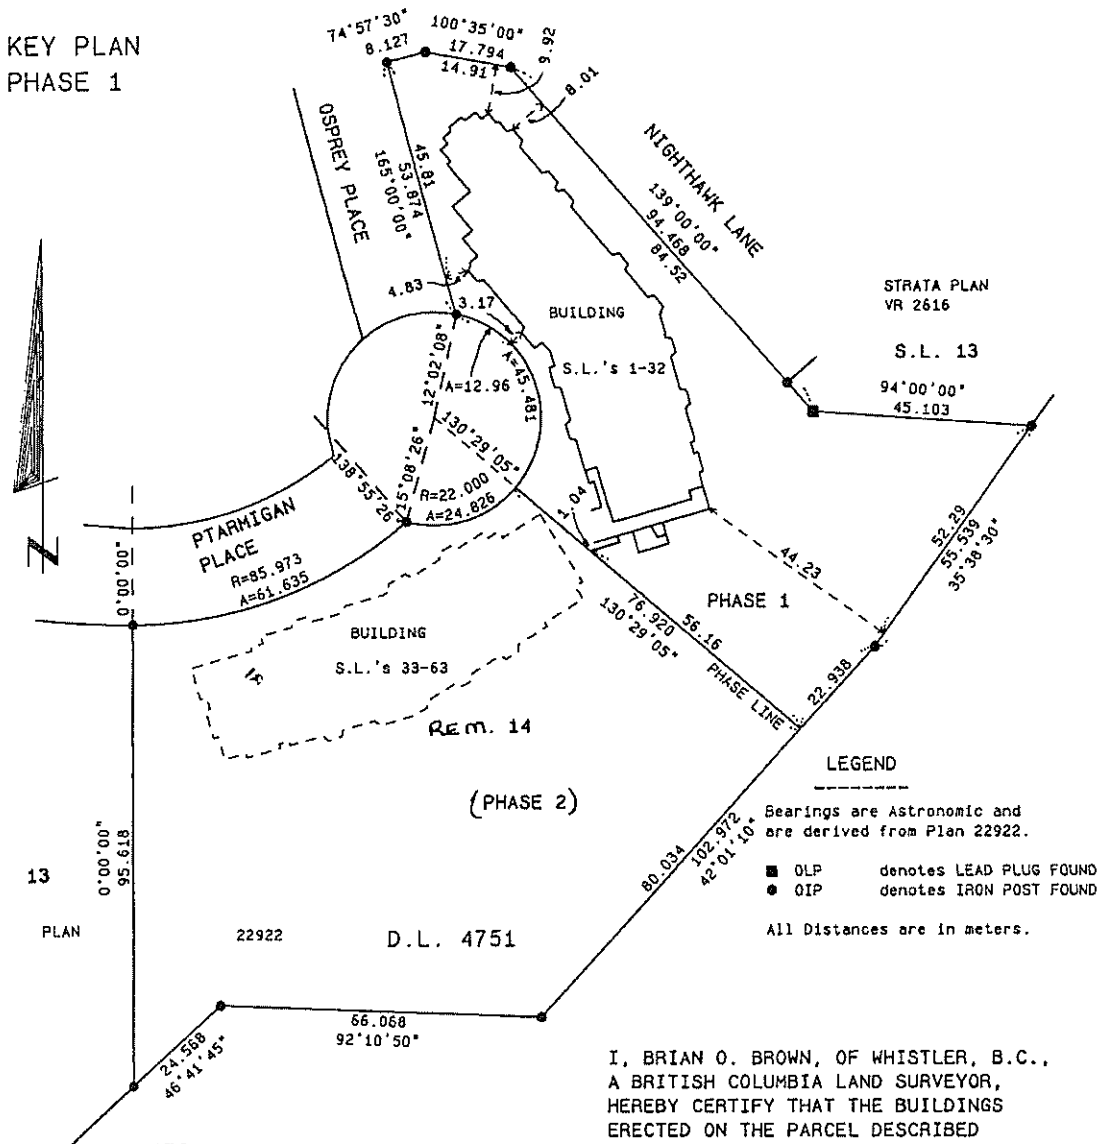 KEY PLAN
PHASE 1
74°57'30"
8.127
100°35'00"
17.794
14.91
9.92
8.01
OSPREY PLACE
45.81
53.874
165°00'00"
NIGHTHAWK LANE
139°00'00"
94.468
84.52
4.83
3.17
BUILDING
S.L.'s 1-32
STRATA PLAN
VR 2616
S.L. 13
94°00'00"
45.103
12°02'08"
A=12.96
A=45.481
130°29'05"
15°08'26"
138°55'26"
R=22.000
A=24.826
1.04
PTARMIGAN
PLACE
R=85.973
A=61.635
0°00'00"
44.23
52.29
55.539
35°38'30"
PHASE 1
BUILDING
S.L.'s 33-63
56.16
76.920
130°29'05"
PHASE LINE
22.938
REM. 14
(PHASE 2)
LEGEND
Bearings are Astronomic and
are derived from Plan 22922.
OLP denotes LEAD PLUG FOUND
OIP denotes IRON POST FOUND
All Distances are in meters.
80.034
102.972
42°01'10"
95.618
0°00'00"
13
PLAN
22922
D.L. 4751
66.068
92°10'50"
24.568
46°41'45"
I, BRIAN O. BROWN, OF WHISTLER, B.C.,
A BRITISH COLUMBIA LAND SURVEYOR,
HEREBY CERTIFY THAT THE BUILDINGS
ERECTED ON THE PARCEL DESCRIBED